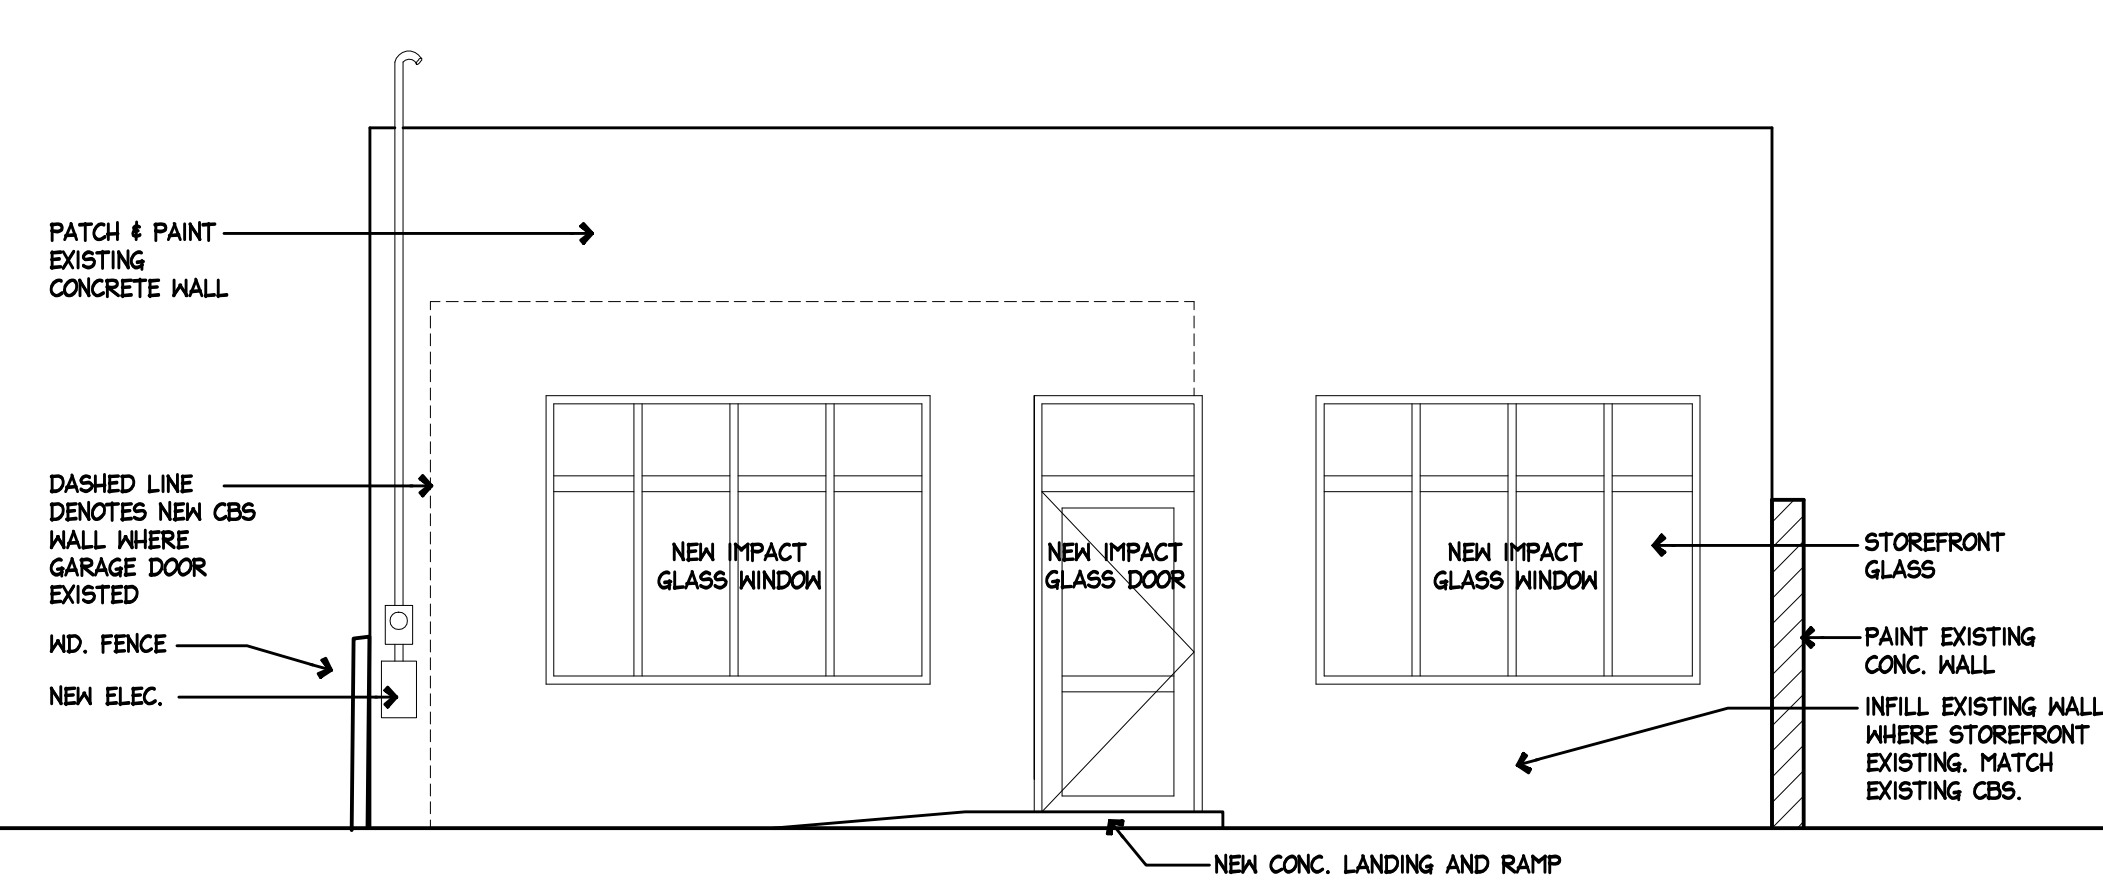 PATCH & PAINT
EXISTING
CONCRETE WALL
DASHED LINE
DENOTES NEW CBS
WALL WHERE
GARAGE DOOR
EXISTED
WD. FENCE
NEW ELEC.
NEW IMPACT
GLASS WINDOW
NEW IMPACT
GLASS DOOR
NEW IMPACT
GLASS WINDOW
STOREFRONT
GLASS
PAINT EXISTING
CONC. WALL
INFILL EXISTING WALL
WHERE STOREFRONT
EXISTING. MATCH
EXISTING CBS.
NEW CONC. LANDING AND RAMP